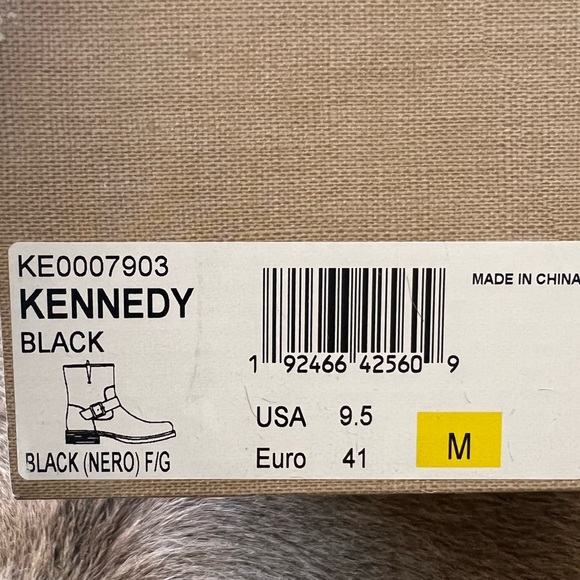 KE0007903
KENNEDY
BLACK
BLACK (NERO) F/G
1 92466 42560 9
USA 9.5
Euro 41
M
MADE IN CHINA